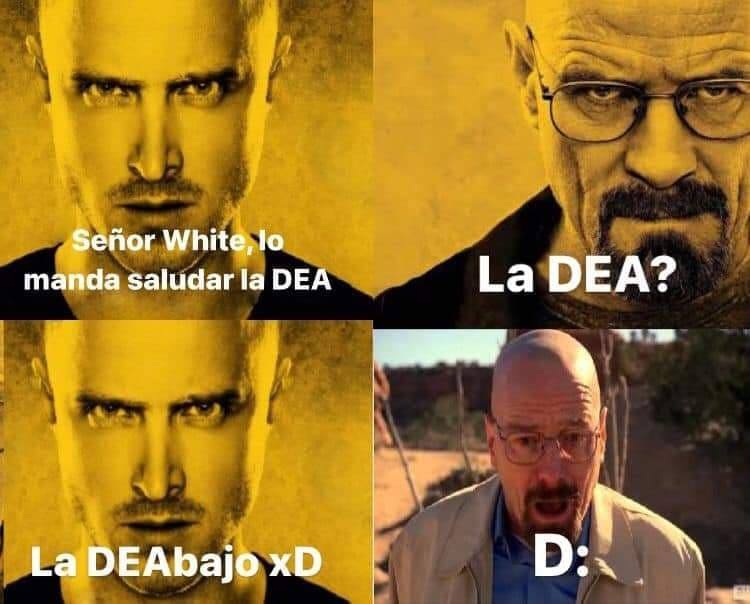 Señor White, lo
manda saludar la DEA
La DEA?
La DEAbajo xD
D: